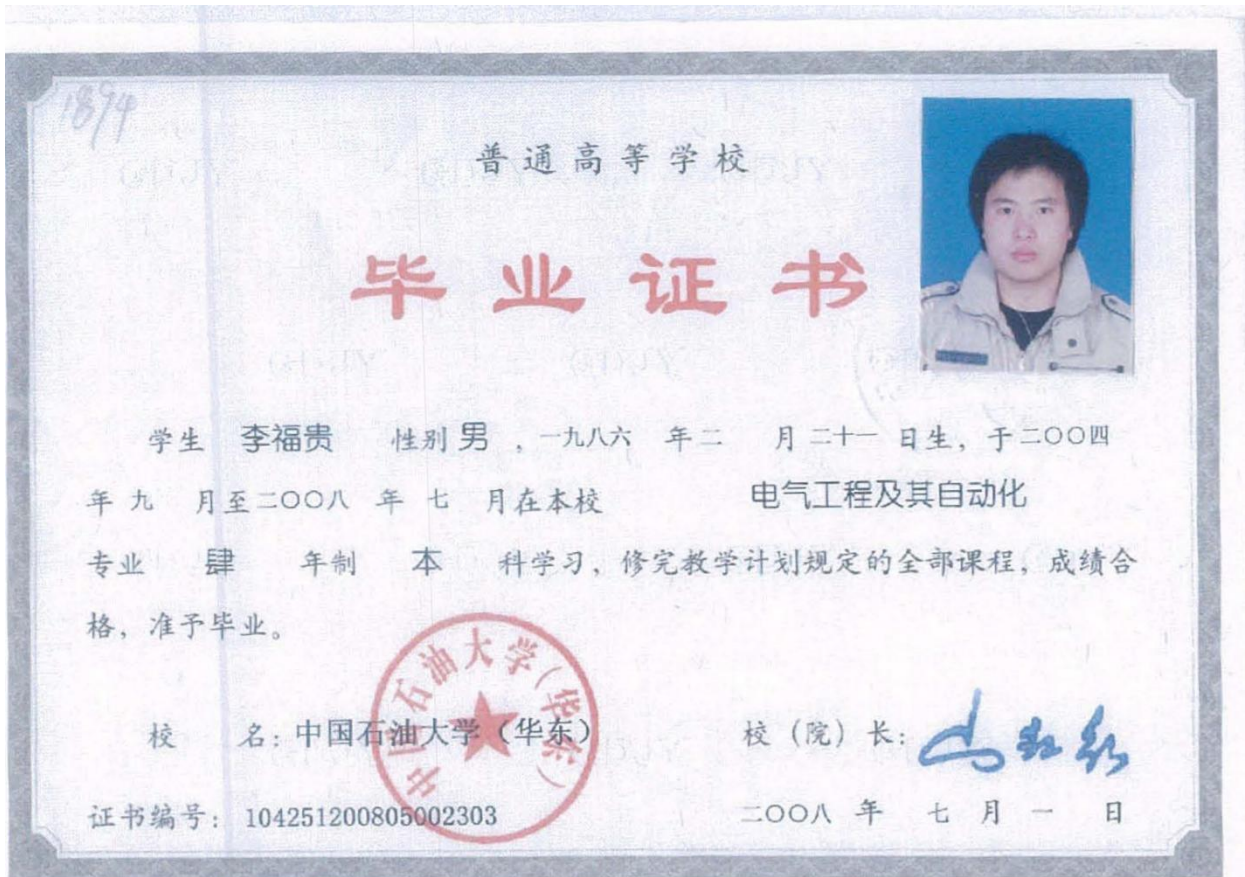 1894
普通高等学校
毕业证书
学生 李福贵 性别 男 ，一九八六 年 二 月 二十一 日生，于二〇〇四
年 九 月至二〇〇八 年 七 月在本校 电气工程及其自动化
专业 肆 年制 本 科学习，修完教学计划规定的全部课程，成绩合
格，准予毕业。
中国石油大学（华东）
校 名：中国石油大学（华东） 校（院）长：
证书编号：104251200805002303 二〇〇八 年 七 月 一 日